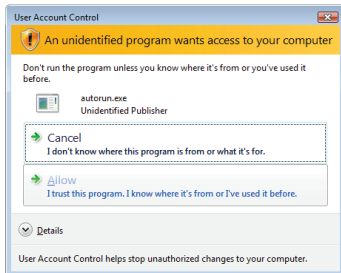 User Account Control
An unidentified program wants access to your computer
Don't run the program unless you know where it's from or you've used it
before.
autorun.exe
Unidentified Publisher
Cancel
I don't know where this program is from or what it's for.
Allow
I trust this program. I know where it's from or I've used it before.
Details
User Account Control helps stop unauthorized changes to your computer.